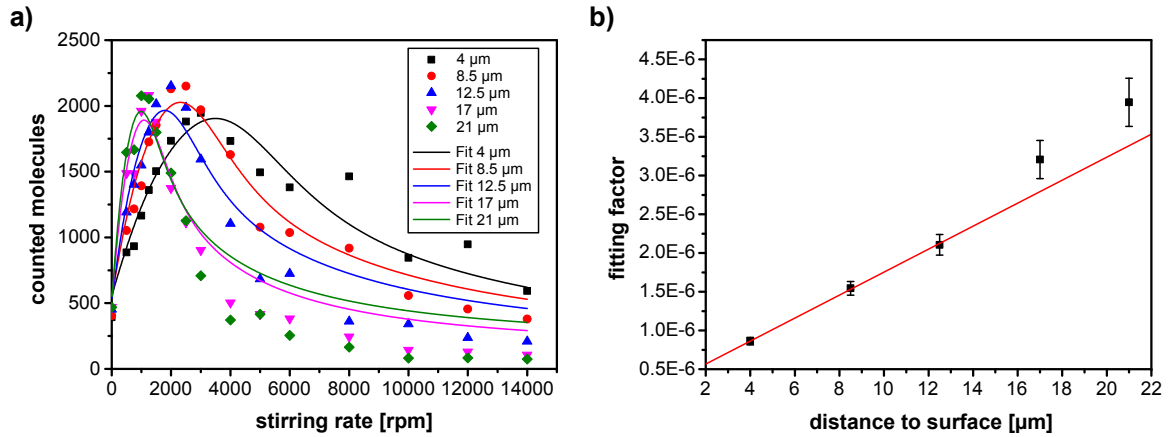 a)
counted molecules
2500
2000
1500
1000
500
0
0 2000 4000 6000 8000 10000 12000 14000
stirring rate [rpm]
4 µm
8.5 µm
12.5 µm
17 µm
21 µm
Fit 4 µm
Fit 8.5 µm
Fit 12.5 µm
Fit 17 µm
Fit 21 µm
b)
fitting factor
4.5E-6
4.0E-6
3.5E-6
3.0E-6
2.5E-6
2.0E-6
1.5E-6
1.0E-6
0.5E-6
2 4 6 8 10 12 14 16 18 20 22
distance to surface [µm]